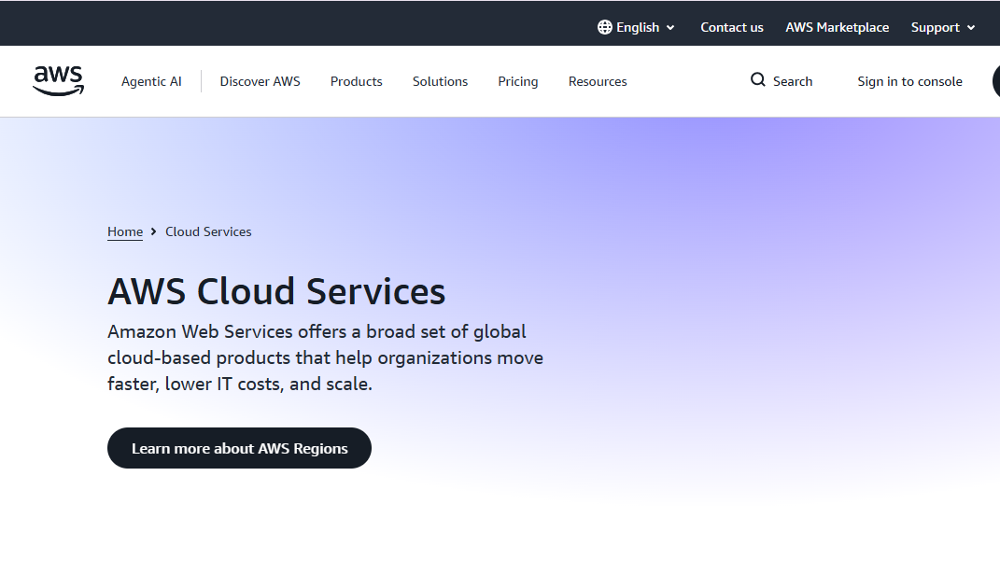 English Contact us AWS Marketplace Support
aws Agentic AI Discover AWS Products Solutions Pricing Resources Search Sign in to console
Home Cloud Services
AWS Cloud Services
Amazon Web Services offers a broad set of global
cloud-based products that help organizations move
faster, lower IT costs, and scale.
Learn more about AWS Regions